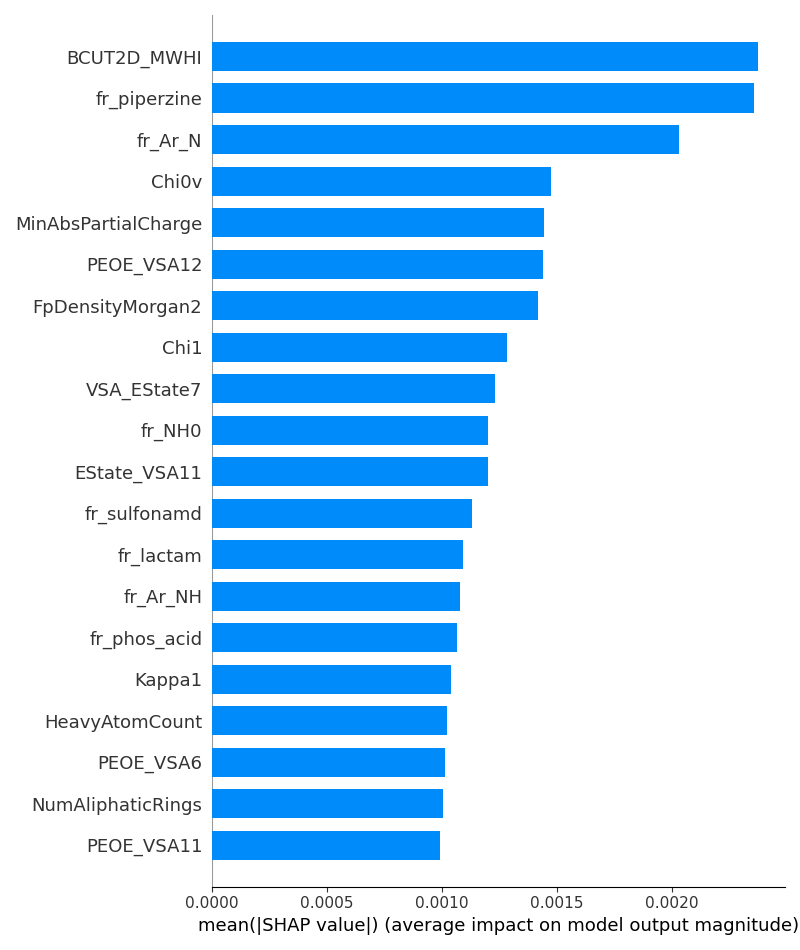 BCUT2D_MWHI
fr_piperzine
fr_Ar_N
Chi0v
MinAbsPartialCharge
PEOE_VSA12
FpDensityMorgan2
Chi1
VSA_EState7
fr_NH0
EState_VSA11
fr_sulfonamd
fr_lactam
fr_Ar_NH
fr_phos_acid
Kappa1
HeavyAtomCount
PEOE_VSA6
NumAliphaticRings
PEOE_VSA11
0.0000 0.0005 0.0010 0.0015 0.0020
mean(|SHAP value|) (average impact on model output magnitude)